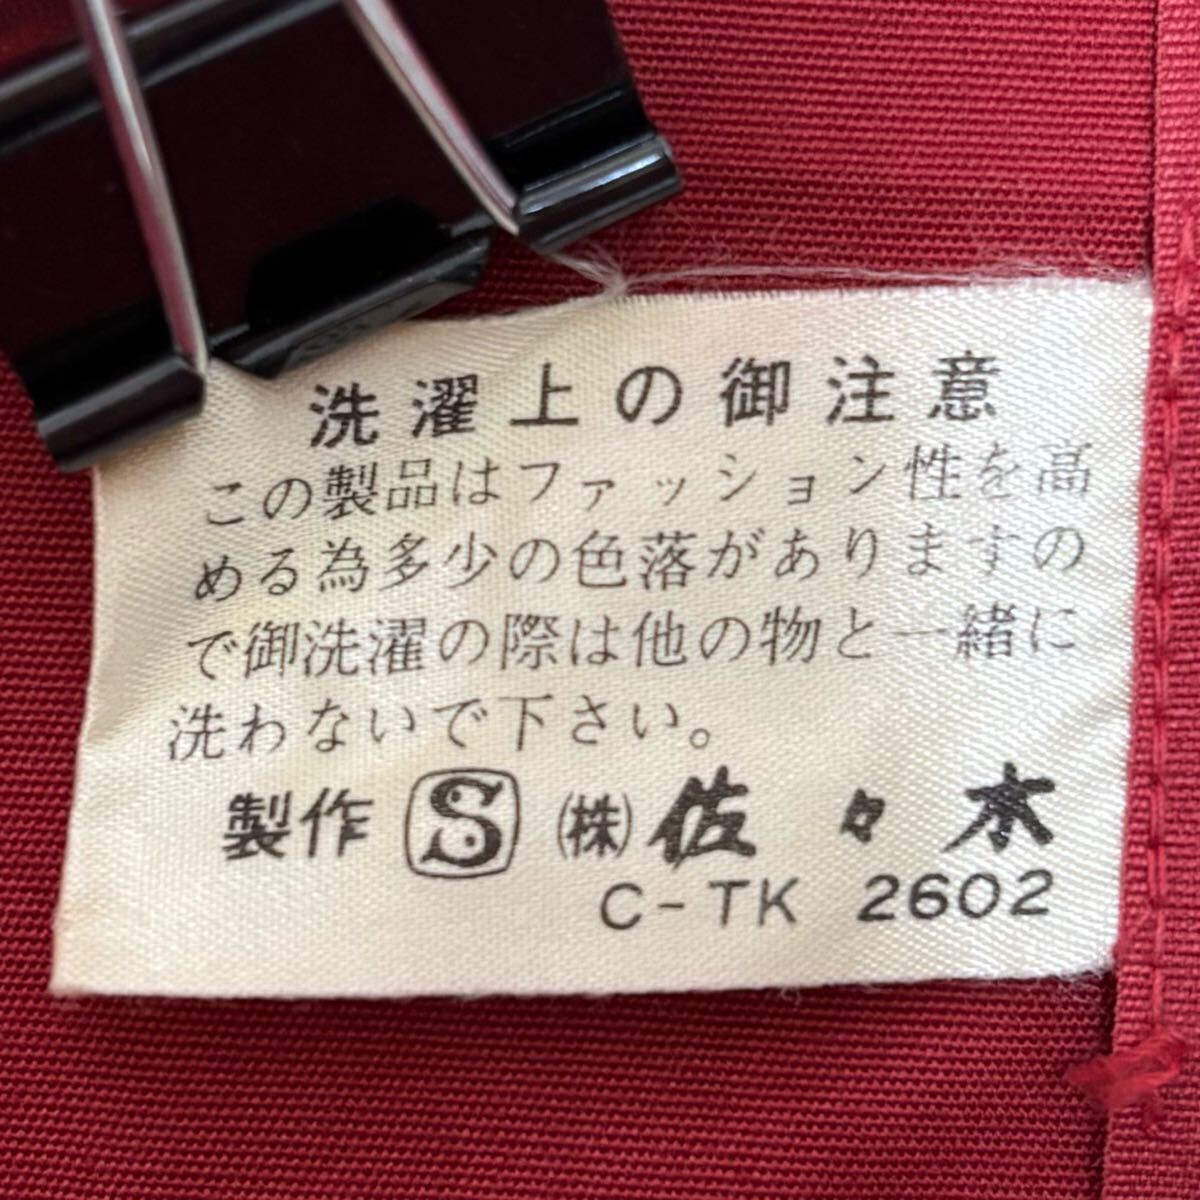 洗濯上の御注意
この製品はファッション性を高
める為多少の色落がありますの
で御洗濯の際は他の物と一緒に
洗わないで下さい。
製作 S ㈱佐々木
C-TK 2602